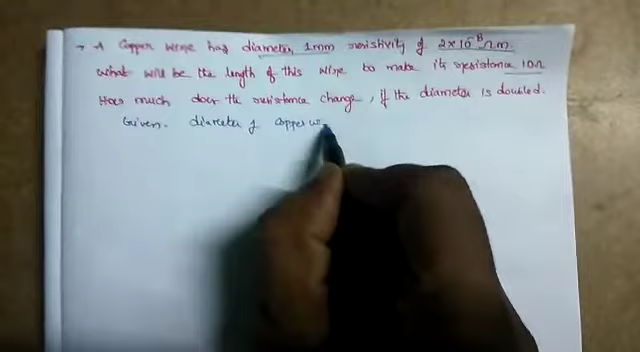 → A Copper wire has diameter 1mm resistivity of 2×10⁻⁸ Ωm.
what will be the length of this wire to make its resistance 10Ω
How much does the resistance change, if the diameter is doubled.
Given. diameter of copper w